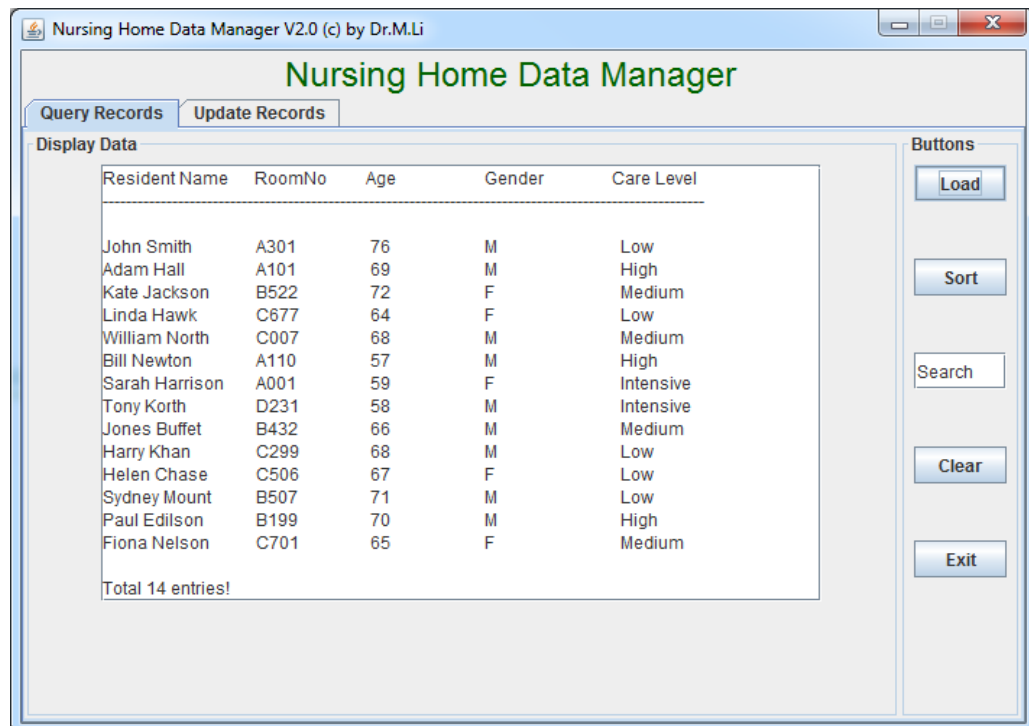 Nursing Home Data Manager V2.0 (c) by Dr.M.Li
Nursing Home Data Manager
Query Records Update Records
Display Data
Resident Name RoomNo Age Gender Care Level
-----------------------------------------------------------------------------------------------
John Smith A301 76 M Low
Adam Hall A101 69 M High
Kate Jackson B522 72 F Medium
Linda Hawk C677 64 F Low
William North C007 68 M Medium
Bill Newton A110 57 M High
Sarah Harrison A001 59 F Intensive
Tony Korth D231 58 M Intensive
Jones Buffet B432 66 M Medium
Harry Khan C299 68 M Low
Helen Chase C506 67 F Low
Sydney Mount B507 71 M Low
Paul Edilson B199 70 M High
Fiona Nelson C701 65 F Medium
Total 14 entries!
Buttons
Load
Sort
Search
Clear
Exit